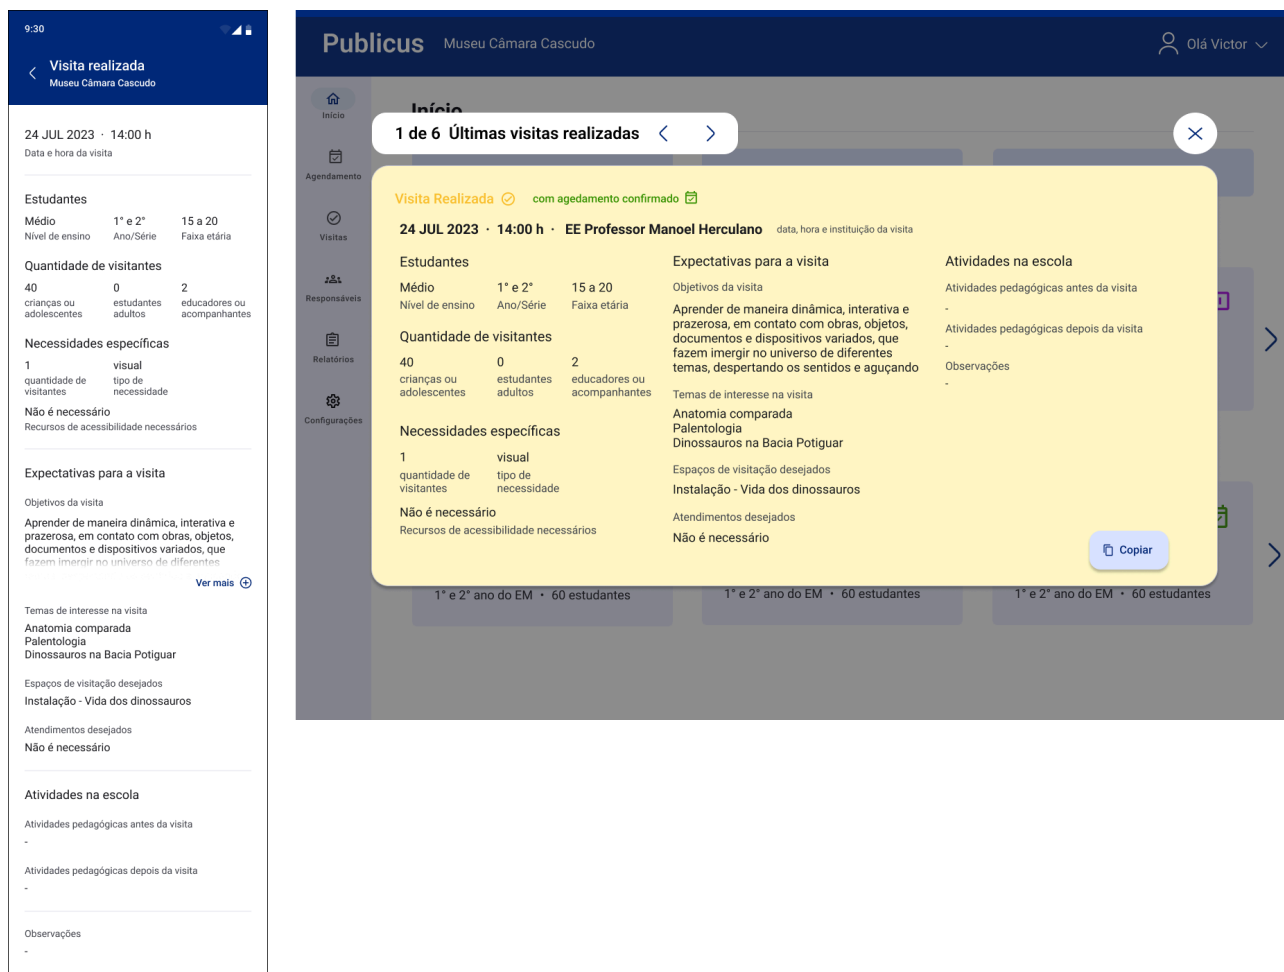 9:30
Visita realizada
Museu Câmara Cascudo
24 JUL 2023 · 14:00 h
Data e hora da visita
Estudantes
Médio 1° e 2° 15 a 20
Nível de ensino Ano/Série Faixa etária
Quantidade de visitantes
40 0 2
crianças ou estudantes educadores ou
adolescentes adultos acompanhantes
Necessidades específicas
1 visual
quantidade de tipo de
visitantes necessidade
Não é necessário
Recursos de acessibilidade necessários
Expectativas para a visita
Objetivos da visita
Aprender de maneira dinâmica, interativa e
prazerosa, em contato com obras, objetos,
documentos e dispositivos variados, que
fazem imergir no universo de diferentes
Ver mais
Temas de interesse na visita
Anatomia comparada
Palentologia
Dinossauros na Bacia Potiguar
Espaços de visitação desejados
Instalação - Vida dos dinossauros
Atendimentos desejados
Não é necessário
Atividades na escola
Atividades pedagógicas antes da visita
-
Atividades pedagógicas depois da visita
-
Observações
-
Publicus Museu Câmara Cascudo Olá Victor
Início
Agendamento
Visitas
Responsáveis
Relatórios
Configurações
Início
1 de 6 Últimas visitas realizadas
Visita Realizada com agedamento confirmado
24 JUL 2023 · 14:00 h · EE Professor Manoel Herculano data, hora e instituição da visita
Estudantes
Médio 1° e 2° 15 a 20
Nível de ensino Ano/Série Faixa etária
Quantidade de visitantes
40 0 2
crianças ou estudantes educadores ou
adolescentes adultos acompanhantes
Necessidades específicas
1 visual
quantidade de tipo de
visitantes necessidade
Não é necessário
Recursos de acessibilidade necessários
Expectativas para a visita
Objetivos da visita
Aprender de maneira dinâmica, interativa e
prazerosa, em contato com obras, objetos,
documentos e dispositivos variados, que
fazem imergir no universo de diferentes
temas, despertando os sentidos e aguçando
Temas de interesse na visita
Anatomia comparada
Palentologia
Dinossauros na Bacia Potiguar
Espaços de visitação desejados
Instalação - Vida dos dinossauros
Atendimentos desejados
Não é necessário
Atividades na escola
Atividades pedagógicas antes da visita
-
Atividades pedagógicas depois da visita
-
Observações
-
Copiar
1° e 2° ano do EM • 60 estudantes
1° e 2° ano do EM • 60 estudantes
1° e 2° ano do EM • 60 estudantes